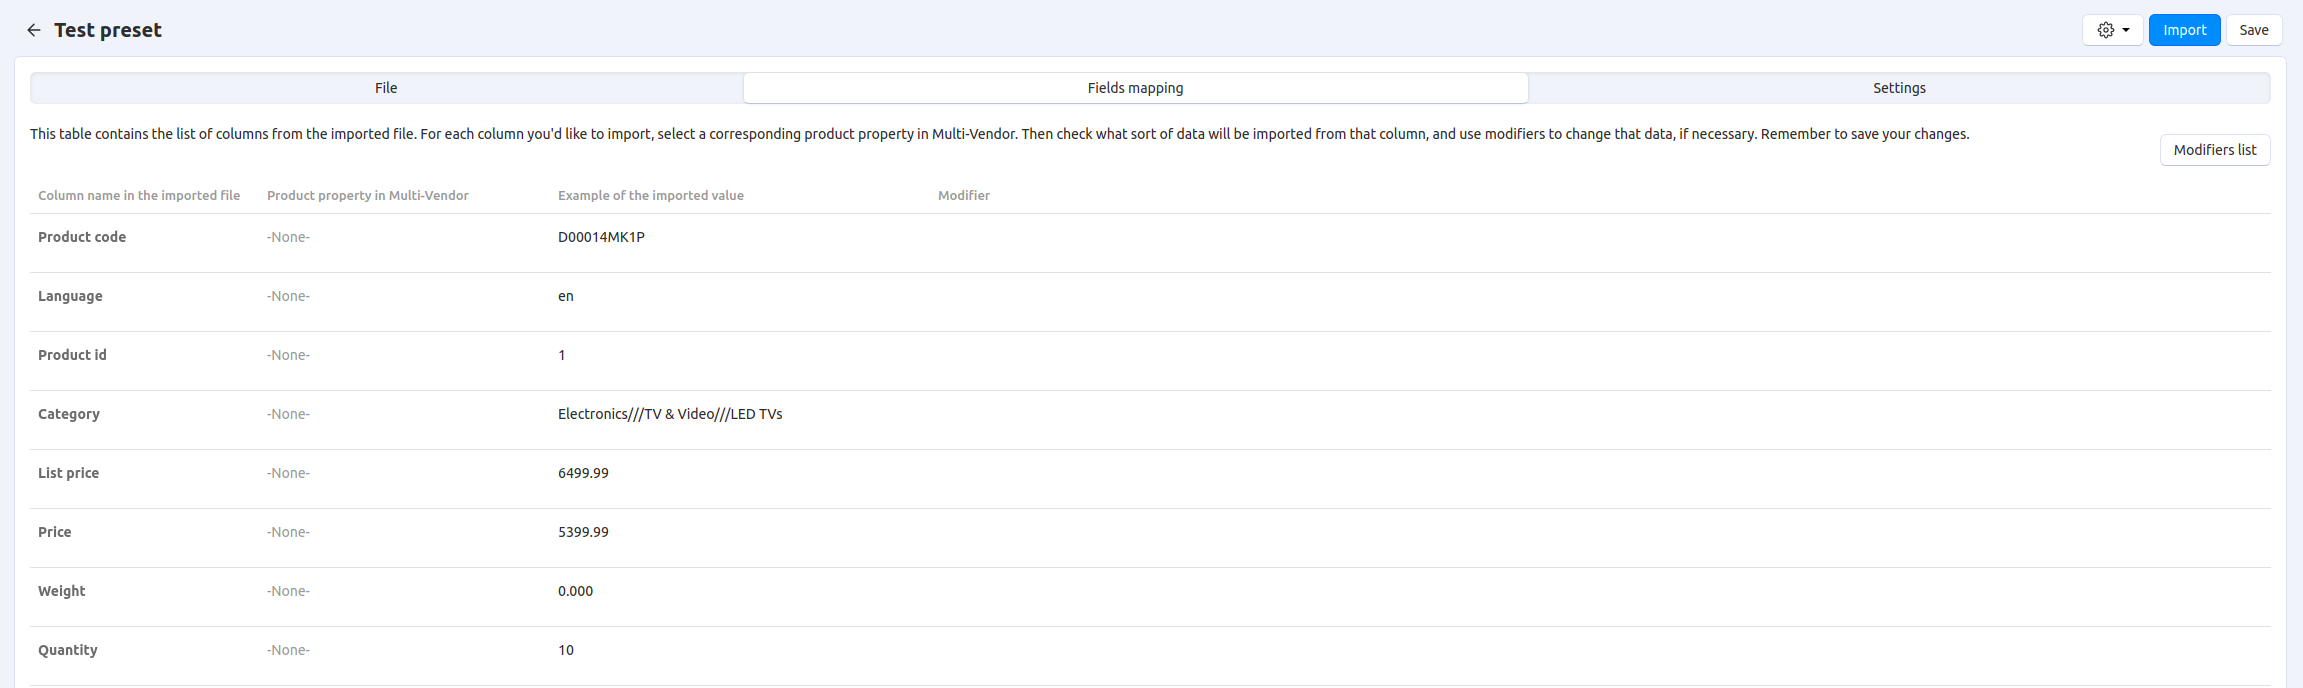 Test preset
Import
Save
File
Fields mapping
Settings
This table contains the list of columns from the imported file. For each column you'd like to import, select a corresponding product property in Multi-Vendor. Then check what sort of data will be imported from that column, and use modifiers to change that data, if necessary. Remember to save your changes.
Modifiers list
Column name in the imported file Product property in Multi-Vendor Example of the imported value Modifier
Product code -None- D00014MK1P
Language -None- en
Product id -None- 1
Category -None- Electronics///TV & Video///LED TVs
List price -None- 6499.99
Price -None- 5399.99
Weight -None- 0.000
Quantity -None- 10